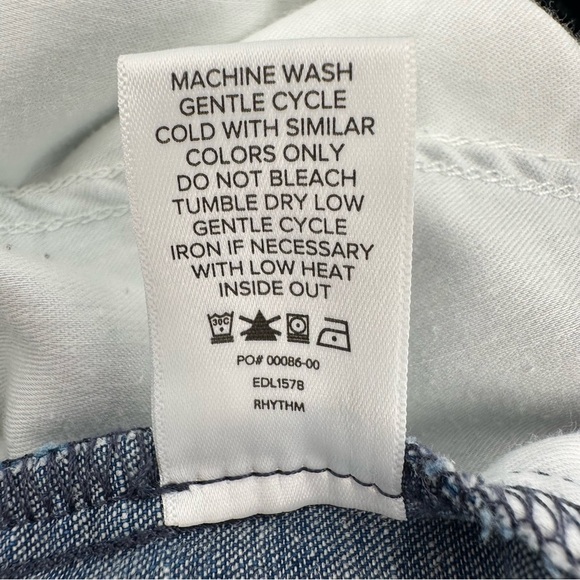 MACHINE WASH
GENTLE CYCLE
COLD WITH SIMILAR
COLORS ONLY
DO NOT BLEACH
TUMBLE DRY LOW
GENTLE CYCLE
IRON IF NECESSARY
WITH LOW HEAT
INSIDE OUT
30C
PO# 00086-00
EDL1578
RHYTHM